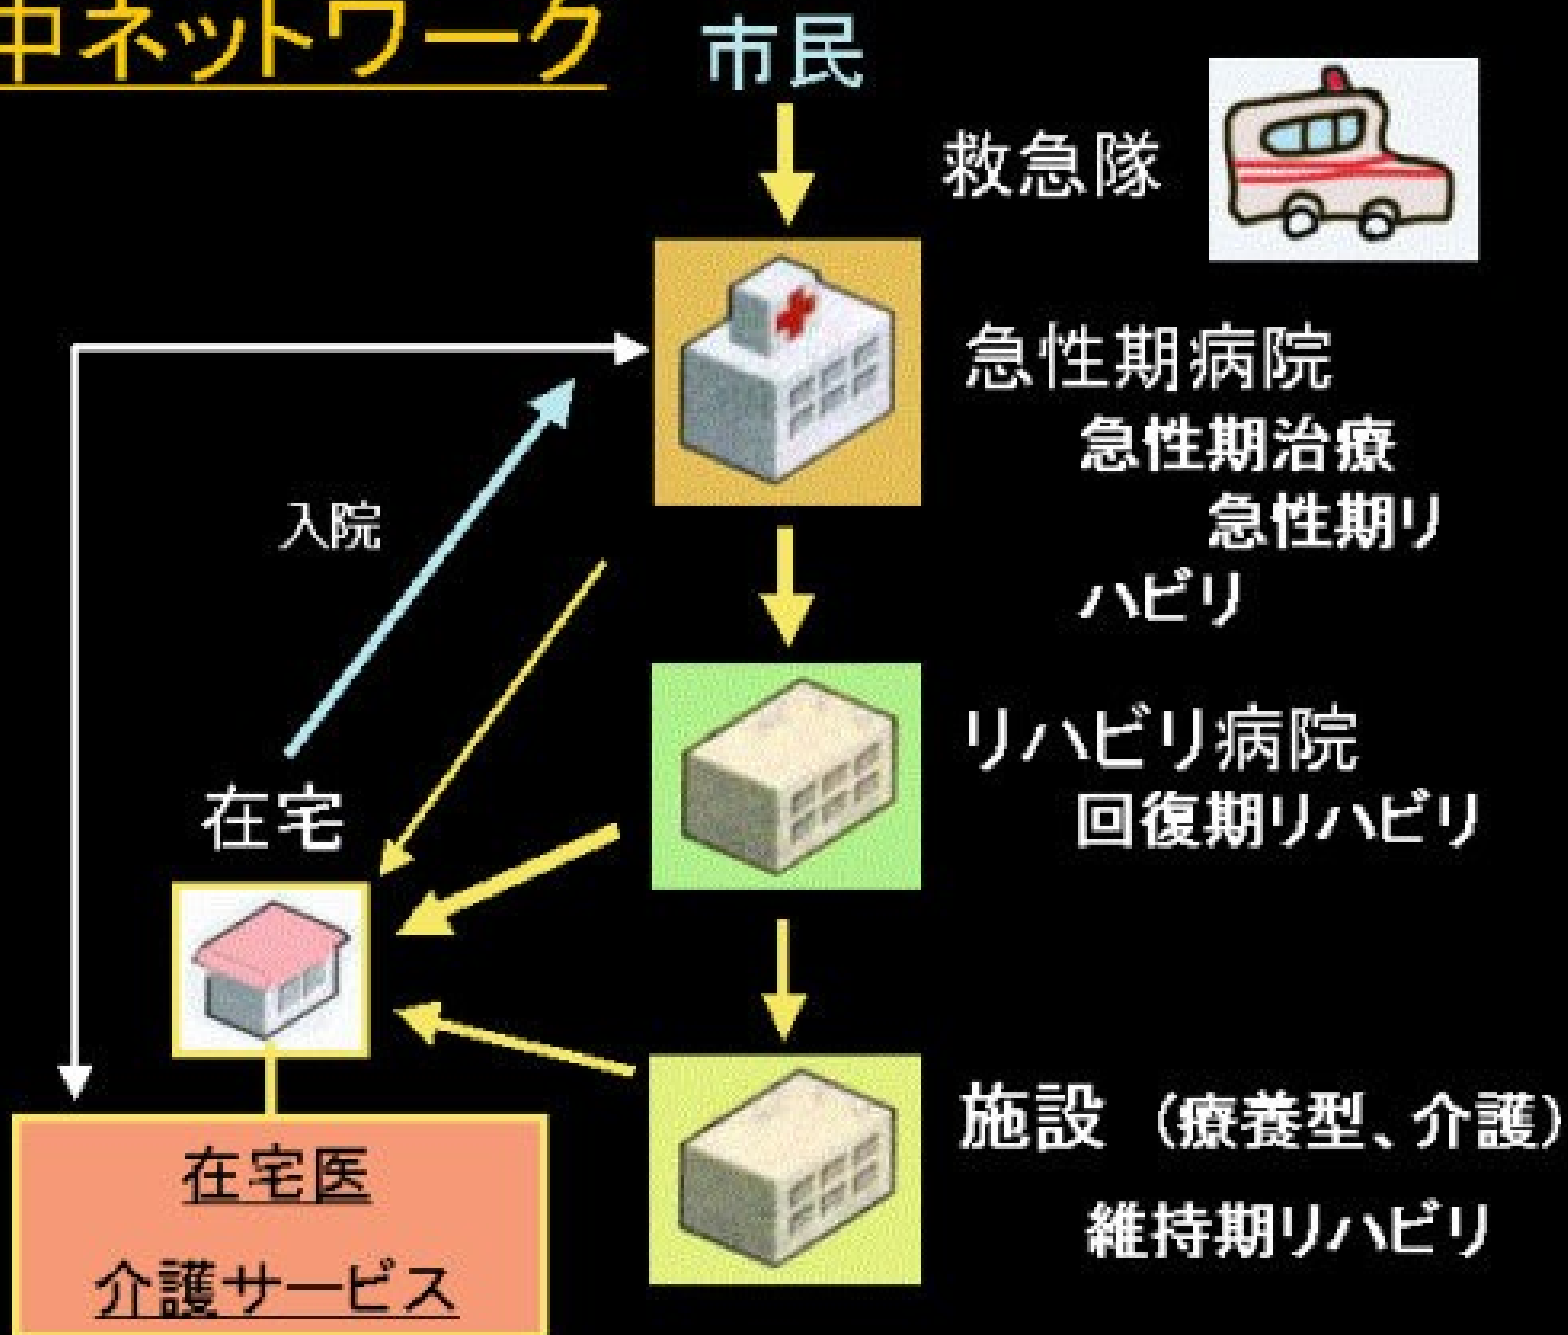 中ネットワーク
市民
救急隊
急性期病院
急性期治療
急性期リ
ハビリ
入院
リハビリ病院
回復期リハビリ
在宅
施設 (療養型、介護)
維持期リハビリ
在宅医
介護サービス